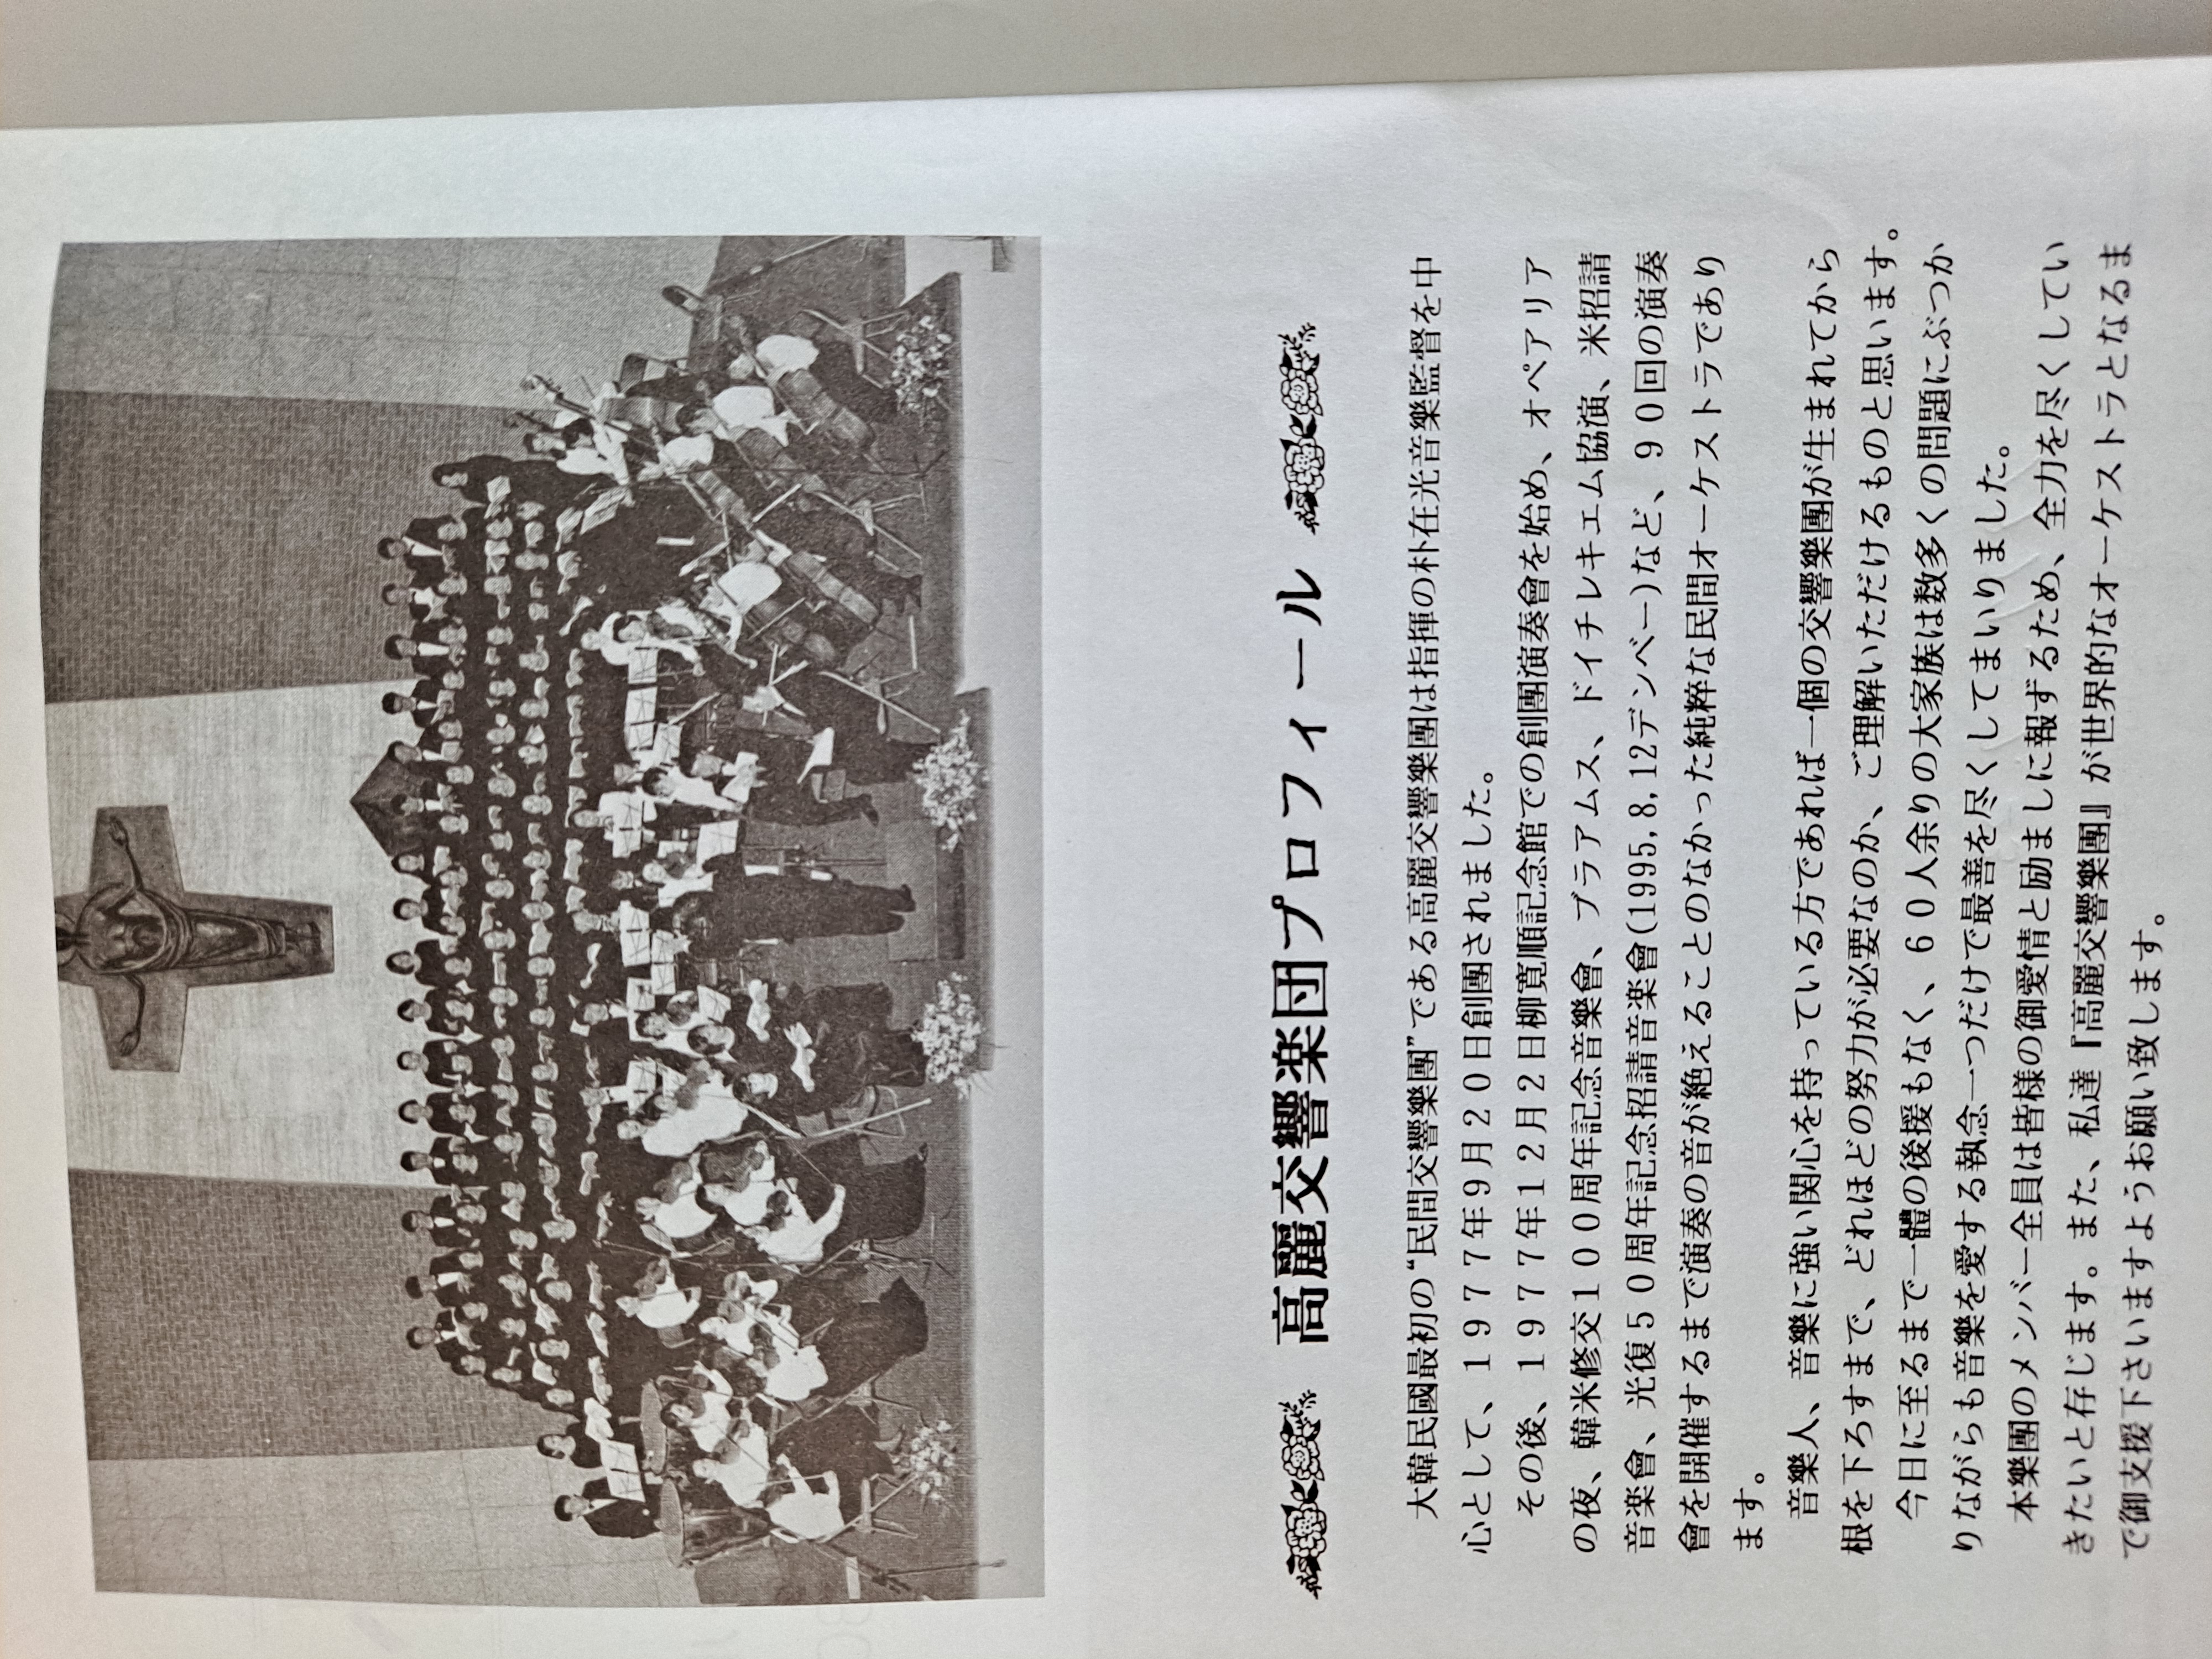 高麗交響楽団プロフィール
大韓民國最初の“民間交響樂團”である高麗交響樂團は指揮の朴在光音樂監督を中
心として、1977年9月20日創團されました。
その後、1977年12月2日柳寛順記念館での創團演奏會を始め、オペアリア
の夜、韓米修交100周年記念音樂會、ブラアムス、ドイチレキエム協演、米招請
音楽會、光復50周年記念招請音楽會(1995,8,12デンベー)など、90回の演奏
會を開催するまで演奏の音が絶えることのなかった純粹な民間オーケストラであり
ます。
音樂人、音樂に強い関心を持っている方であれば一個の交響樂團が生まれてから
根を下ろすまで、どれほどの努力が必要なのか、ご理解いただけるものと思います。
今日に至るまで一體の後援もなく、60人余りの大家族は数多くの問題にぶつか
りながらも音樂を愛する執念一つだけで最善を尽くしてまいりました。
本樂團のメンバー全員は皆様の御愛情と励ましに報ずるため、全力を尽くしてい
きたいと存じます。また、私達『高麗交響樂團』が世界的なオーケストラとなるま
で御支援下さいますようお願い致します。